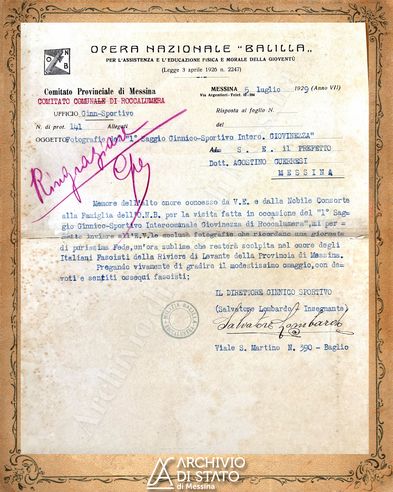 OPERA NAZIONALE "BALILLA"
PER L'ASSISTENZA E L'EDUCAZIONE FISICA E MORALE DELLA GIOVENTÙ
(Legge 3 aprile 1926 n. 2247)
O N B
Comitato Provinciale di Messina
COMITATO COMUNALE DI ROCCALUMERA
MESSINA 5 luglio 1929 (Anno VII)
UFFICIO Ginn-Sportivo
Risposta al foglio N.
N. di prot. 141 Allegati
del
OGGETTO Fotografie del "1° Saggio Ginnico-Sportivo Interc. GIOVINEZZA"
A S. E. il PREFETTO
Dott. AGOSTINO GUERRESI
MESSINA
Ringraziare
Memore dell'alto onore concesso da V.E. e dalla Nobile Consorte
alla Famiglia dell'O.N.B. per la visita fatta in occasione del "1° Sag
gio Ginnico-Sportivo Intercomunale Giovinezza di Roccalumera", mi per-
metto inviare all'E.V. le fotografie che ricordano una giornata
di purissima Fede, un'ora sublime che resterà scolpita nel cuore degli
Italiani Fascisti della Riviera di Levante della Provincia di Messina.
Pregando vivamente di gradire il modestissimo omaggio, con de-
voti e sentiti ossequi fascisti;
IL DIRETTORE GINNICO SPORTIVO
(Salvatore Lombardo Insegnante)
Salvatore Lombardo
Viale S. Martino N. 390 - Baglio
ARCHIVIO
DI STATO
di Messina